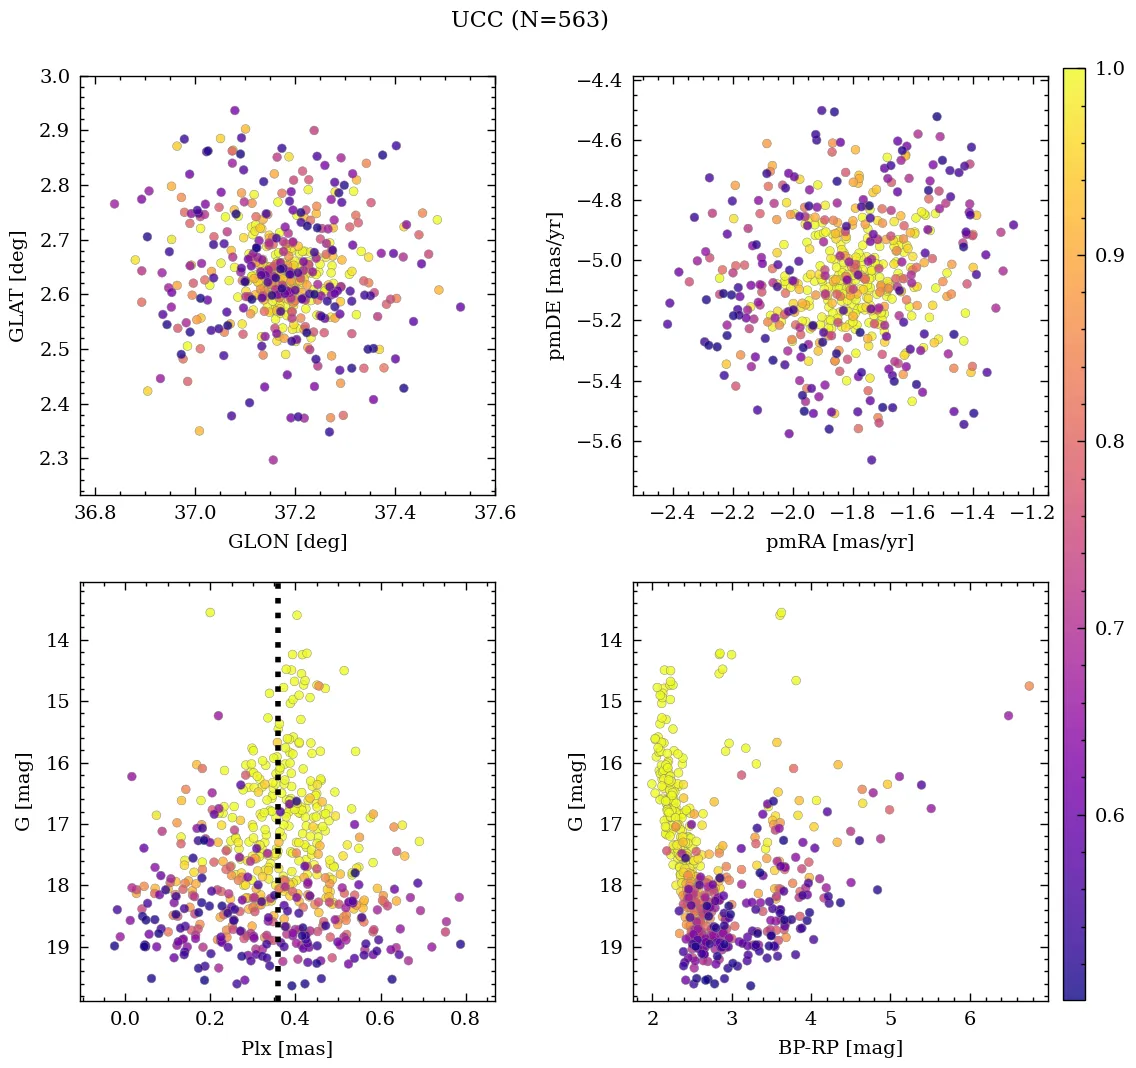 UCC (N=563)
3.0
2.9
2.8
2.7
2.6
2.5
2.4
2.3
GLAT [deg]
36.8 37.0 37.2 37.4 37.6
GLON [deg]
−4.4
−4.6
−4.8
−5.0
−5.2
−5.4
−5.6
pmDE [mas/yr]
−2.4 −2.2 −2.0 −1.8 −1.6 −1.4 −1.2
pmRA [mas/yr]
1.0
0.9
0.8
0.7
0.6
14
15
16
17
18
19
G [mag]
0.0 0.2 0.4 0.6 0.8
Plx [mas]
14
15
16
17
18
19
G [mag]
2 3 4 5 6
BP-RP [mag]